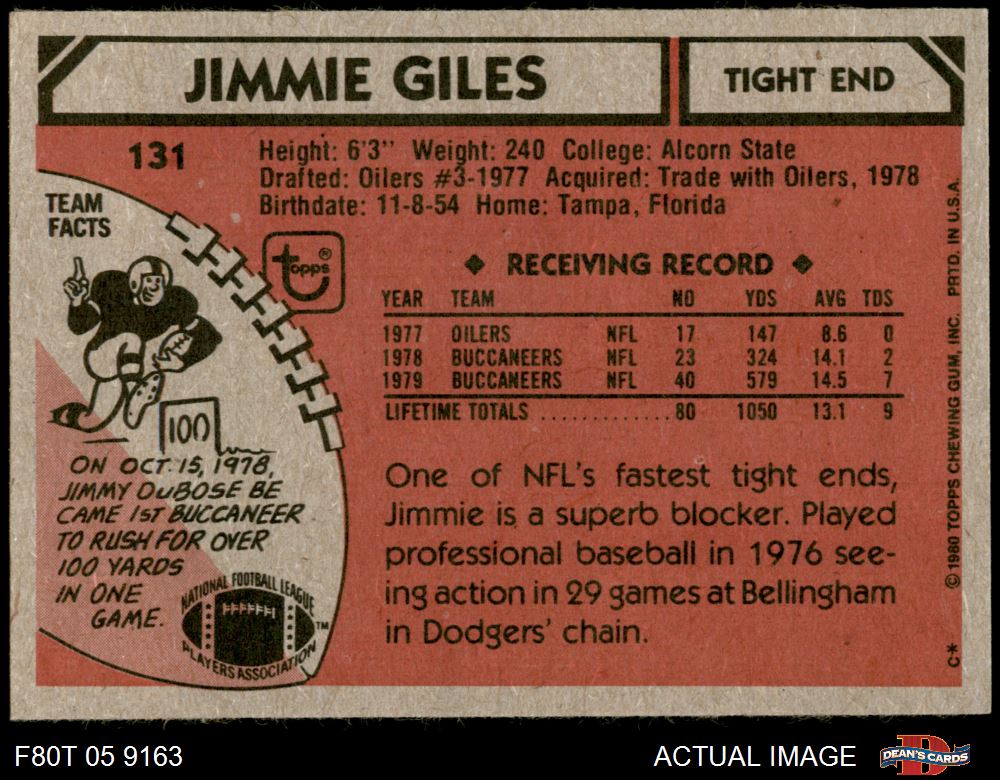 JIMMIE GILES
TIGHT END
131
Height: 6'3" Weight: 240 College: Alcorn State
Drafted: Oilers #3-1977 Acquired: Trade with Oilers, 1978
Birthdate: 11-8-54 Home: Tampa, Florida
TEAM
FACTS
topps®
◆ RECEIVING RECORD ◆
YEAR TEAM NO YDS AVG TDS
1977 OILERS NFL 17 147 8.6 0
1978 BUCCANEERS NFL 23 324 14.1 2
1979 BUCCANEERS NFL 40 579 14.5 7
LIFETIME TOTALS ............ 80 1050 13.1 9
100
ON OCT. 15, 1978,
JIMMY DuBOSE BE
CAME 1ST BUCCANEER
TO RUSH FOR OVER
100 YARDS
IN ONE
GAME.
NATIONAL FOOTBALL LEAGUE
PLAYERS ASSOCIATION
TM
One of NFL's fastest tight ends,
Jimmie is a superb blocker. Played
professional baseball in 1976 see-
ing action in 29 games at Bellingham
in Dodgers' chain.
C* © 1980 TOPPS CHEWING GUM, INC. PRTD. IN U.S.A.
F80T 05 9163
ACTUAL IMAGE
DEAN'S CARDS